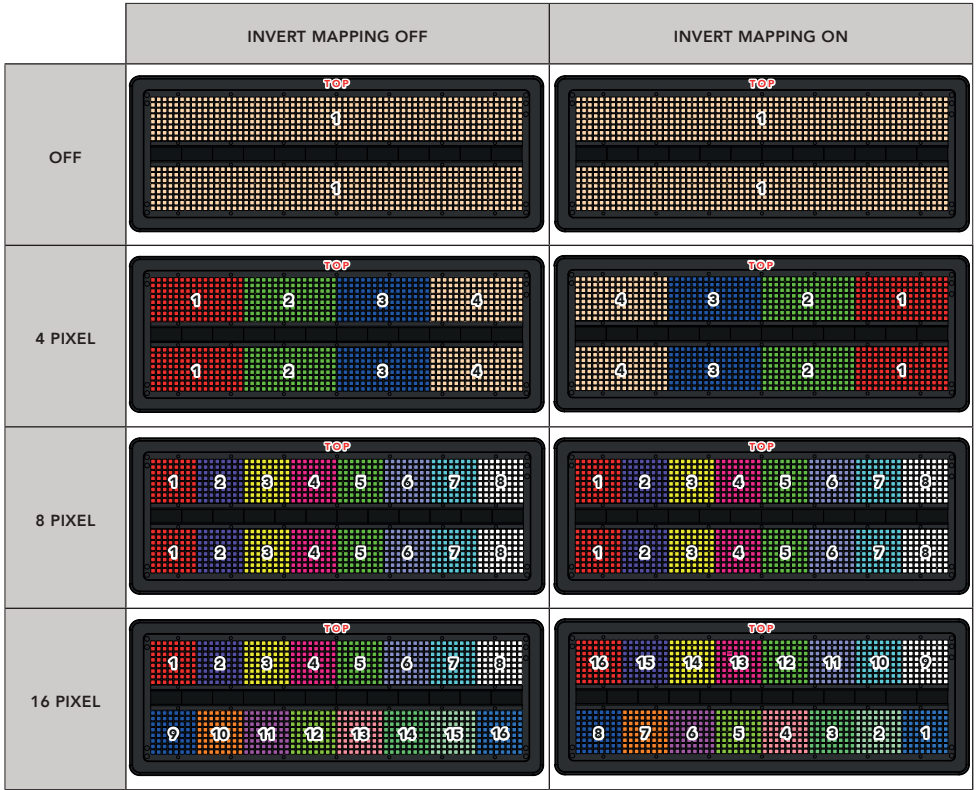 INVERT MAPPING OFF INVERT MAPPING ON
OFF
TOP TOP
1 1
1 1
4 PIXEL
TOP TOP
1 2 3 4 4 3 2 1
1 2 3 4 4 3 2 1
8 PIXEL
TOP TOP
1 2 3 4 5 6 7 8 1 2 3 4 5 6 7 8
1 2 3 4 5 6 7 8 1 2 3 4 5 6 7 8
16 PIXEL
TOP TOP
1 2 3 4 5 6 7 8 16 15 14 13 12 11 10 9
9 10 11 12 13 14 15 16 8 7 6 5 4 3 2 1